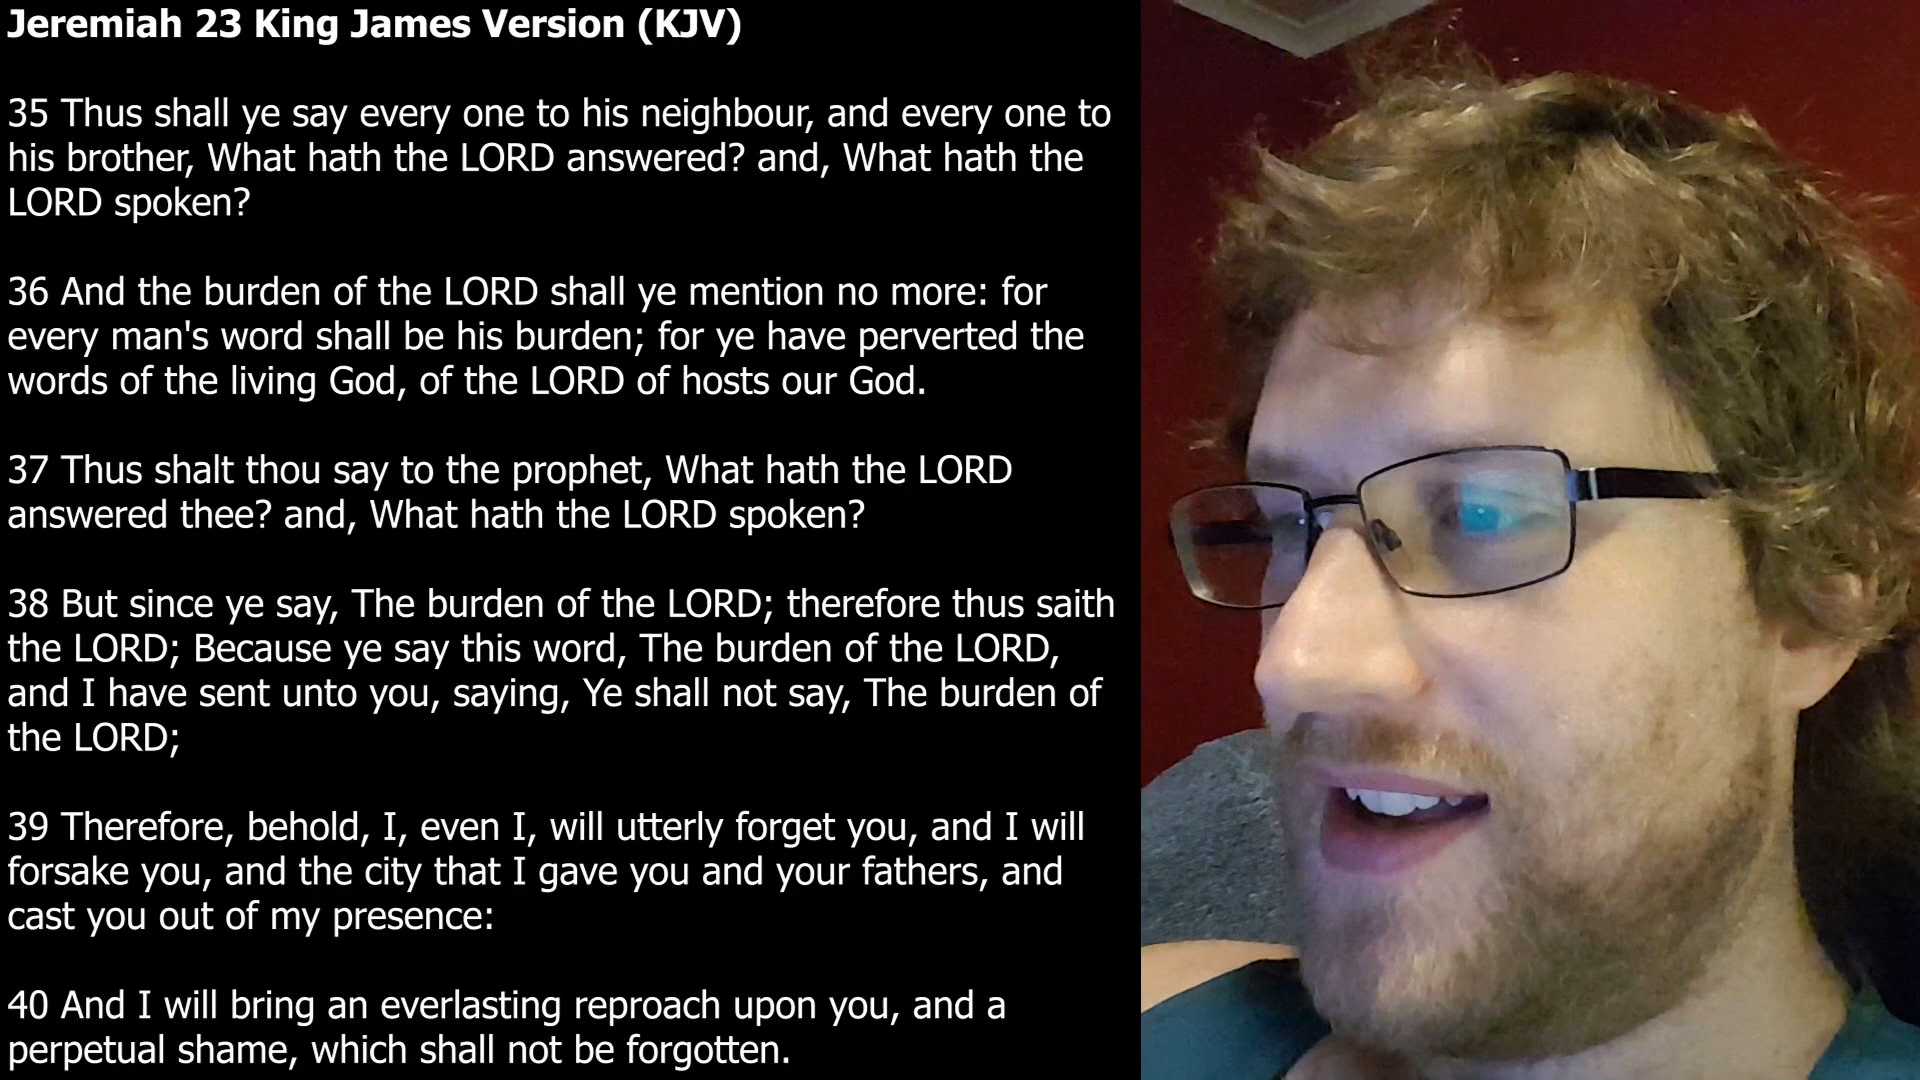 Jeremiah 23 King James Version (KJV)
35 Thus shall ye say every one to his neighbour, and every one to
his brother, What hath the LORD answered? and, What hath the
LORD spoken?
36 And the burden of the LORD shall ye mention no more: for
every man's word shall be his burden; for ye have perverted the
words of the living God, of the LORD of hosts our God.
37 Thus shalt thou say to the prophet, What hath the LORD
answered thee? and, What hath the LORD spoken?
38 But since ye say, The burden of the LORD; therefore thus saith
the LORD; Because ye say this word, The burden of the LORD,
and I have sent unto you, saying, Ye shall not say, The burden of
the LORD;
39 Therefore, behold, I, even I, will utterly forget you, and I will
forsake you, and the city that I gave you and your fathers, and
cast you out of my presence:
40 And I will bring an everlasting reproach upon you, and a
perpetual shame, which shall not be forgotten.